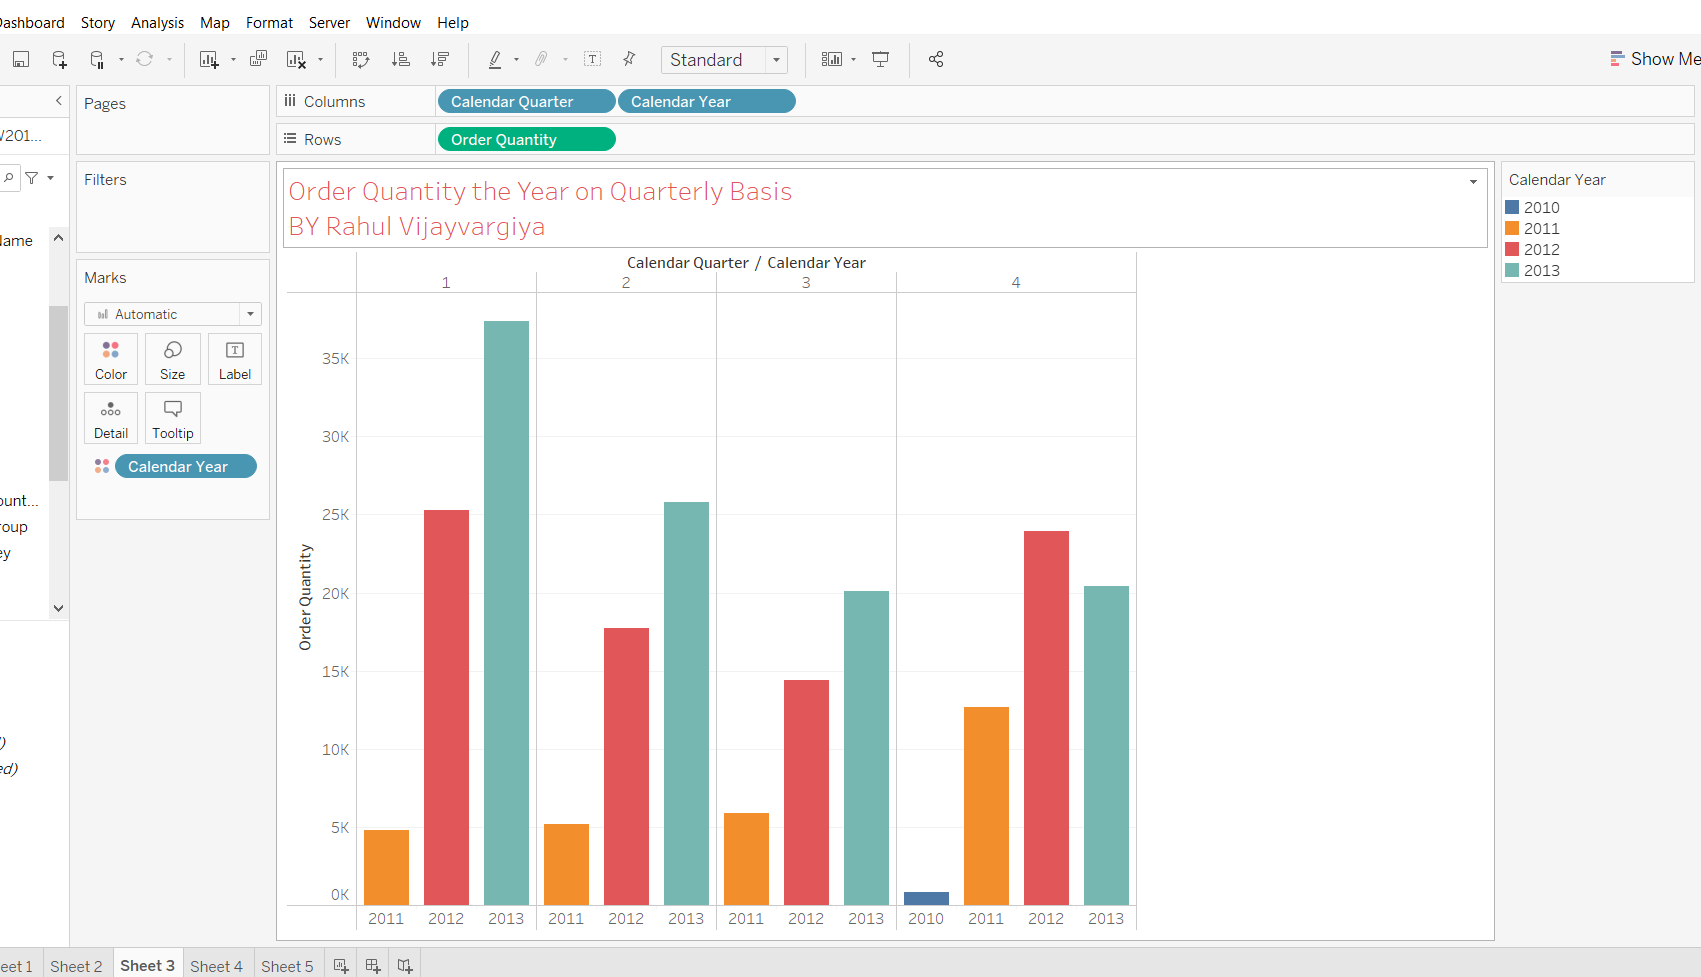 Dashboard Story Analysis Map Format Server Window Help
Standard
Show Me
Pages
Columns Calendar Quarter Calendar Year
Rows Order Quantity
Filters
Marks
Automatic
Color Size Label
Detail Tooltip
Calendar Year
Order Quantity the Year on Quarterly Basis
BY Rahul Vijayvargiya
Calendar Quarter / Calendar Year
1 2 3 4
Order Quantity
35K
30K
25K
20K
15K
10K
5K
0K
2011 2012 2013 2011 2012 2013 2011 2012 2013 2010 2011 2012 2013
Calendar Year
2010
2011
2012
2013
Sheet 2 Sheet 3 Sheet 4 Sheet 5